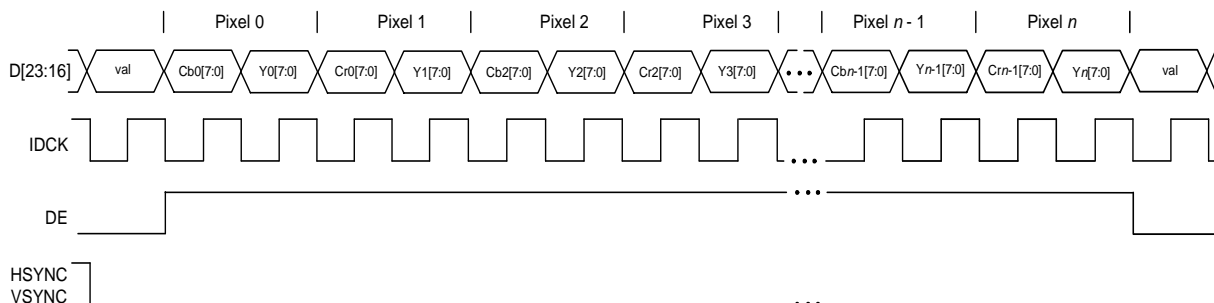 Pixel 0 Pixel 1 Pixel 2 Pixel 3 Pixel n - 1 Pixel n
D[23:16] val Cb0[7:0] Y0[7:0] Cr0[7:0] Y1[7:0] Cb2[7:0] Y2[7:0] Cr2[7:0] Y3[7:0] ... Cbn-1[7:0] Yn-1[7:0] Crn-1[7:0] Yn[7:0] val
IDCK ...
DE ...
HSYNC
VSYNC ...